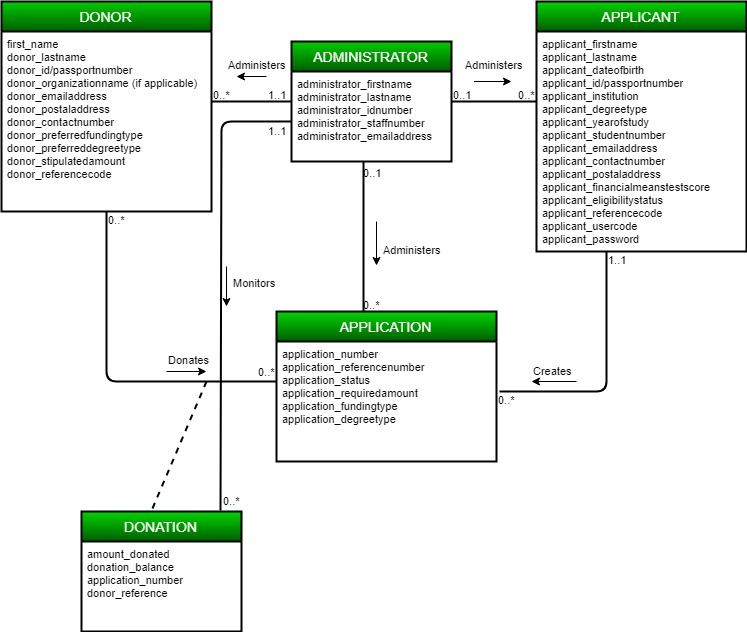 DONOR
first_name
donor_lastname
donor_id/passportnumber
donor_organizationname (if applicable)
donor_emailaddress
donor_postaladdress
donor_contactnumber
donor_preferredfundingtype
donor_preferreddegreetype
donor_stipulatedamount
donor_referencecode
Administers
0..*
1..1
ADMINISTRATOR
administrator_firstname
administrator_lastname
administrator_idnumber
administrator_staffnumber
administrator_emailaddress
1..1
Administers
0..1
0..*
APPLICANT
applicant_firstname
applicant_lastname
applicant_dateofbirth
applicant_id/passportnumber
applicant_institution
applicant_degreetype
applicant_yearofstudy
applicant_studentnumber
applicant_emailaddress
applicant_contactnumber
applicant_postaladdress
applicant_financialmeanstestscore
applicant_eligibilitystatus
applicant_referencecode
applicant_usercode
applicant_password
0..1
Administers
0..*
0..*
Monitors
1..1
Donates
0..*
APPLICATION
application_number
application_referencenumber
application_status
application_requiredamount
application_fundingtype
application_degreetype
Creates
0..*
0..*
DONATION
amount_donated
donation_balance
application_number
donor_reference